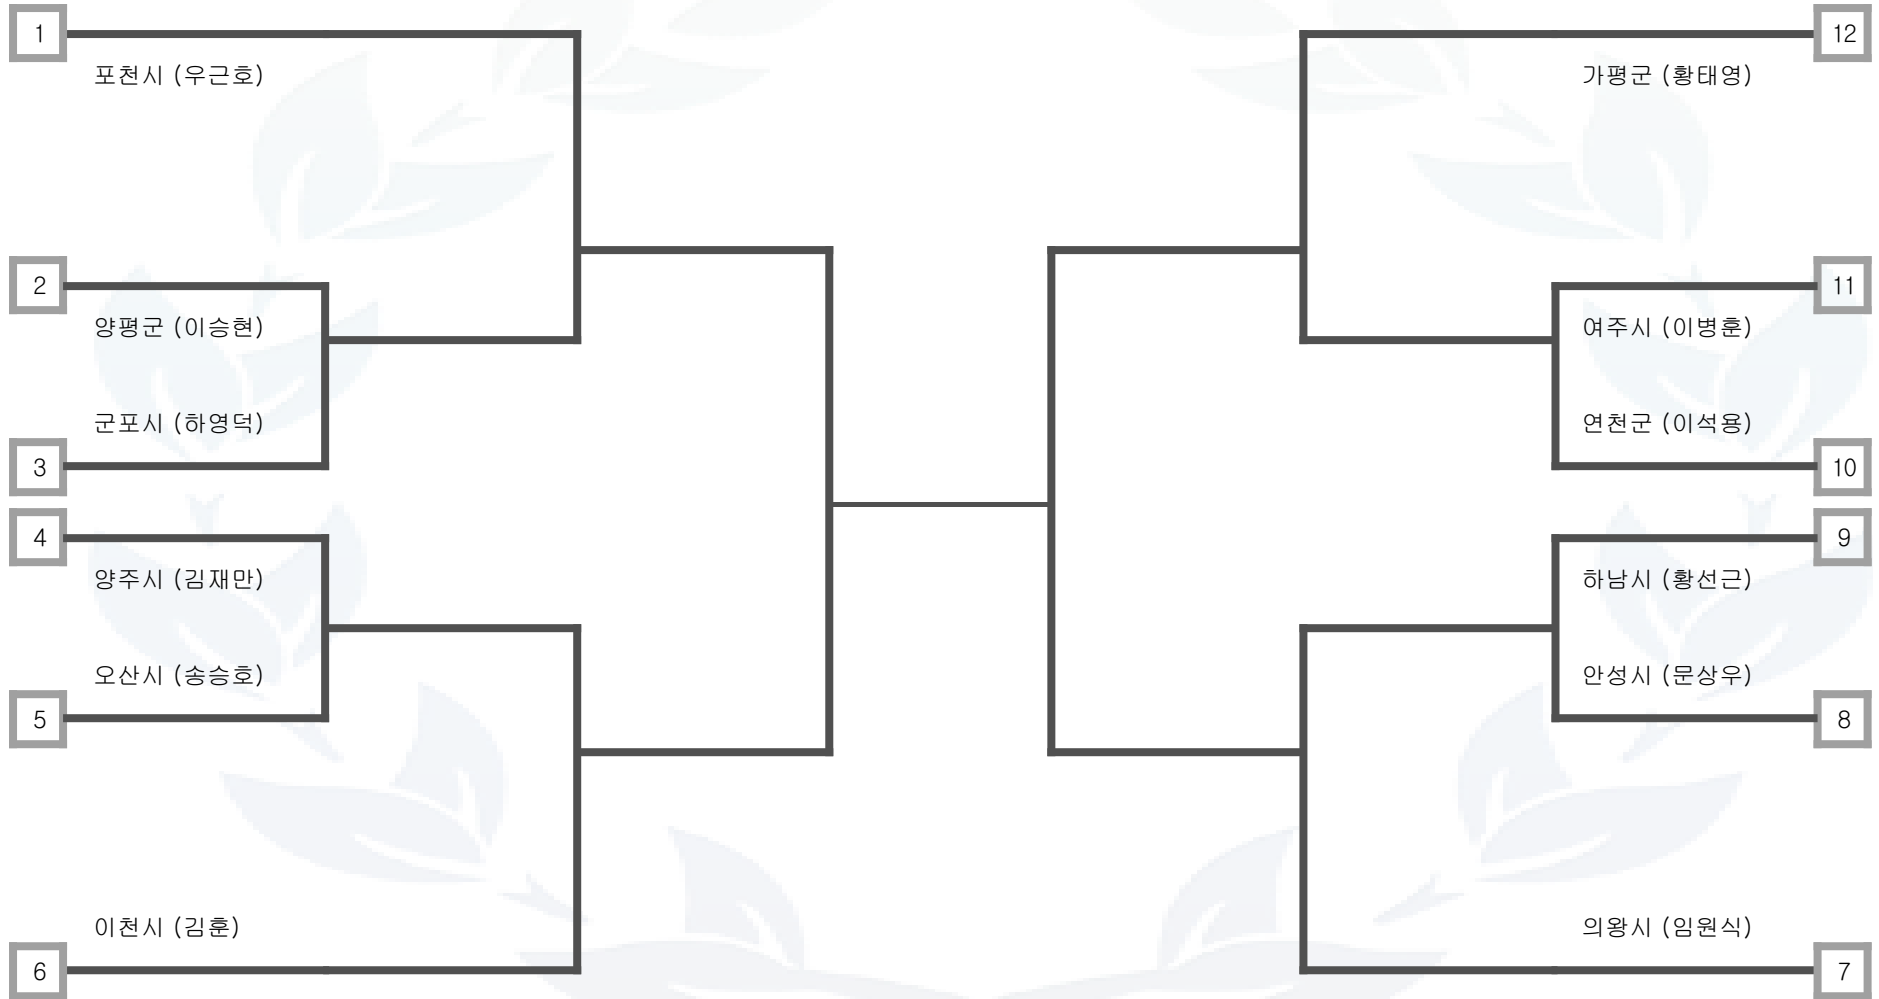 1
포천시 (우근호)
2
양평군 (이승현)
군포시 (하영덕)
3
4
양주시 (김재만)
오산시 (송승호)
5
이천시 (김훈)
6
12
가평군 (황태영)
11
여주시 (이병훈)
연천군 (이석용)
10
9
하남시 (황선근)
안성시 (문상우)
8
의왕시 (임원식)
7